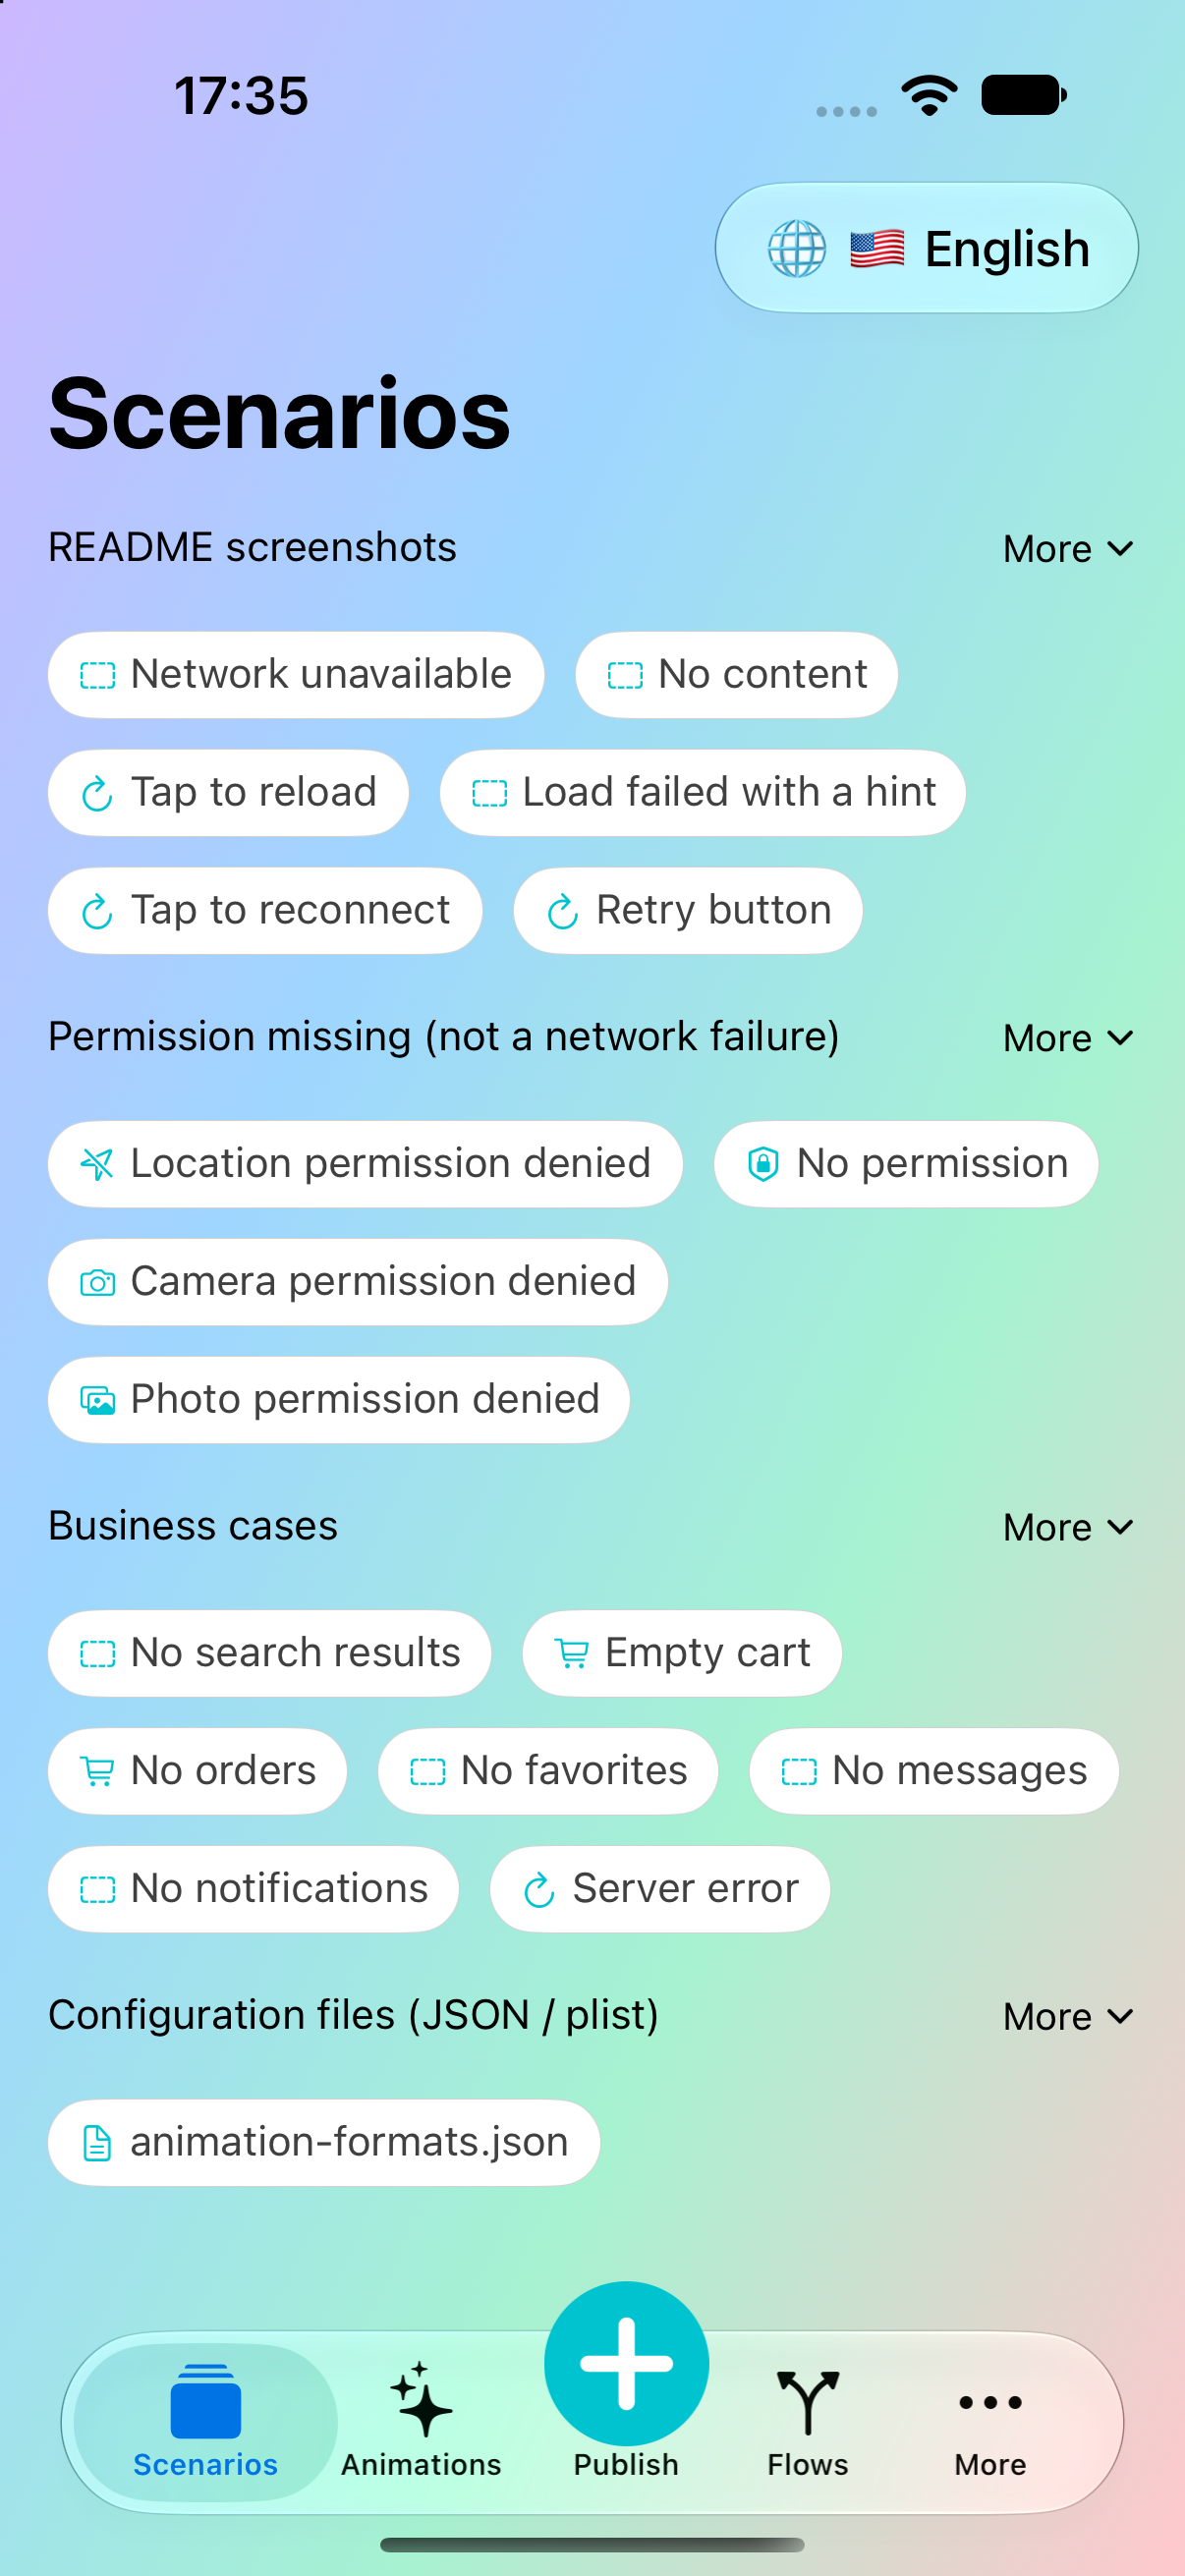 17:35
English
Scenarios
README screenshots
More
Network unavailable
No content
Tap to reload
Load failed with a hint
Tap to reconnect
Retry button
Permission missing (not a network failure)
More
Location permission denied
No permission
Camera permission denied
Photo permission denied
Business cases
More
No search results
Empty cart
No orders
No favorites
No messages
No notifications
Server error
Configuration files (JSON / plist)
More
animation-formats.json
Scenarios
Animations
Publish
Flows
More